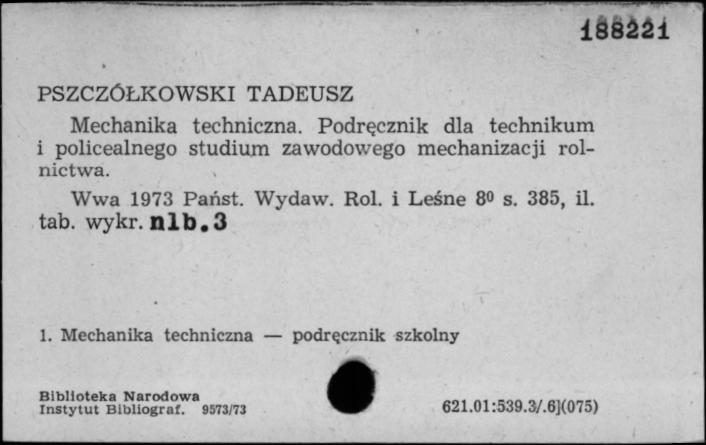 188221
PSZCZÓŁKOWSKI TADEUSZ
Mechanika techniczna. Podręcznik dla technikum
i policealnego studium zawodowego mechanizacji rol-
nictwa.
Wwa 1973 Państ. Wydaw. Rol. i Leśne 8⁰ s. 385, il.
tab. wykr. nlb.3
1. Mechanika techniczna — podręcznik szkolny
Biblioteka Narodowa
Instytut Bibliograf. 9573/73
621.01:539.3/.6](075)